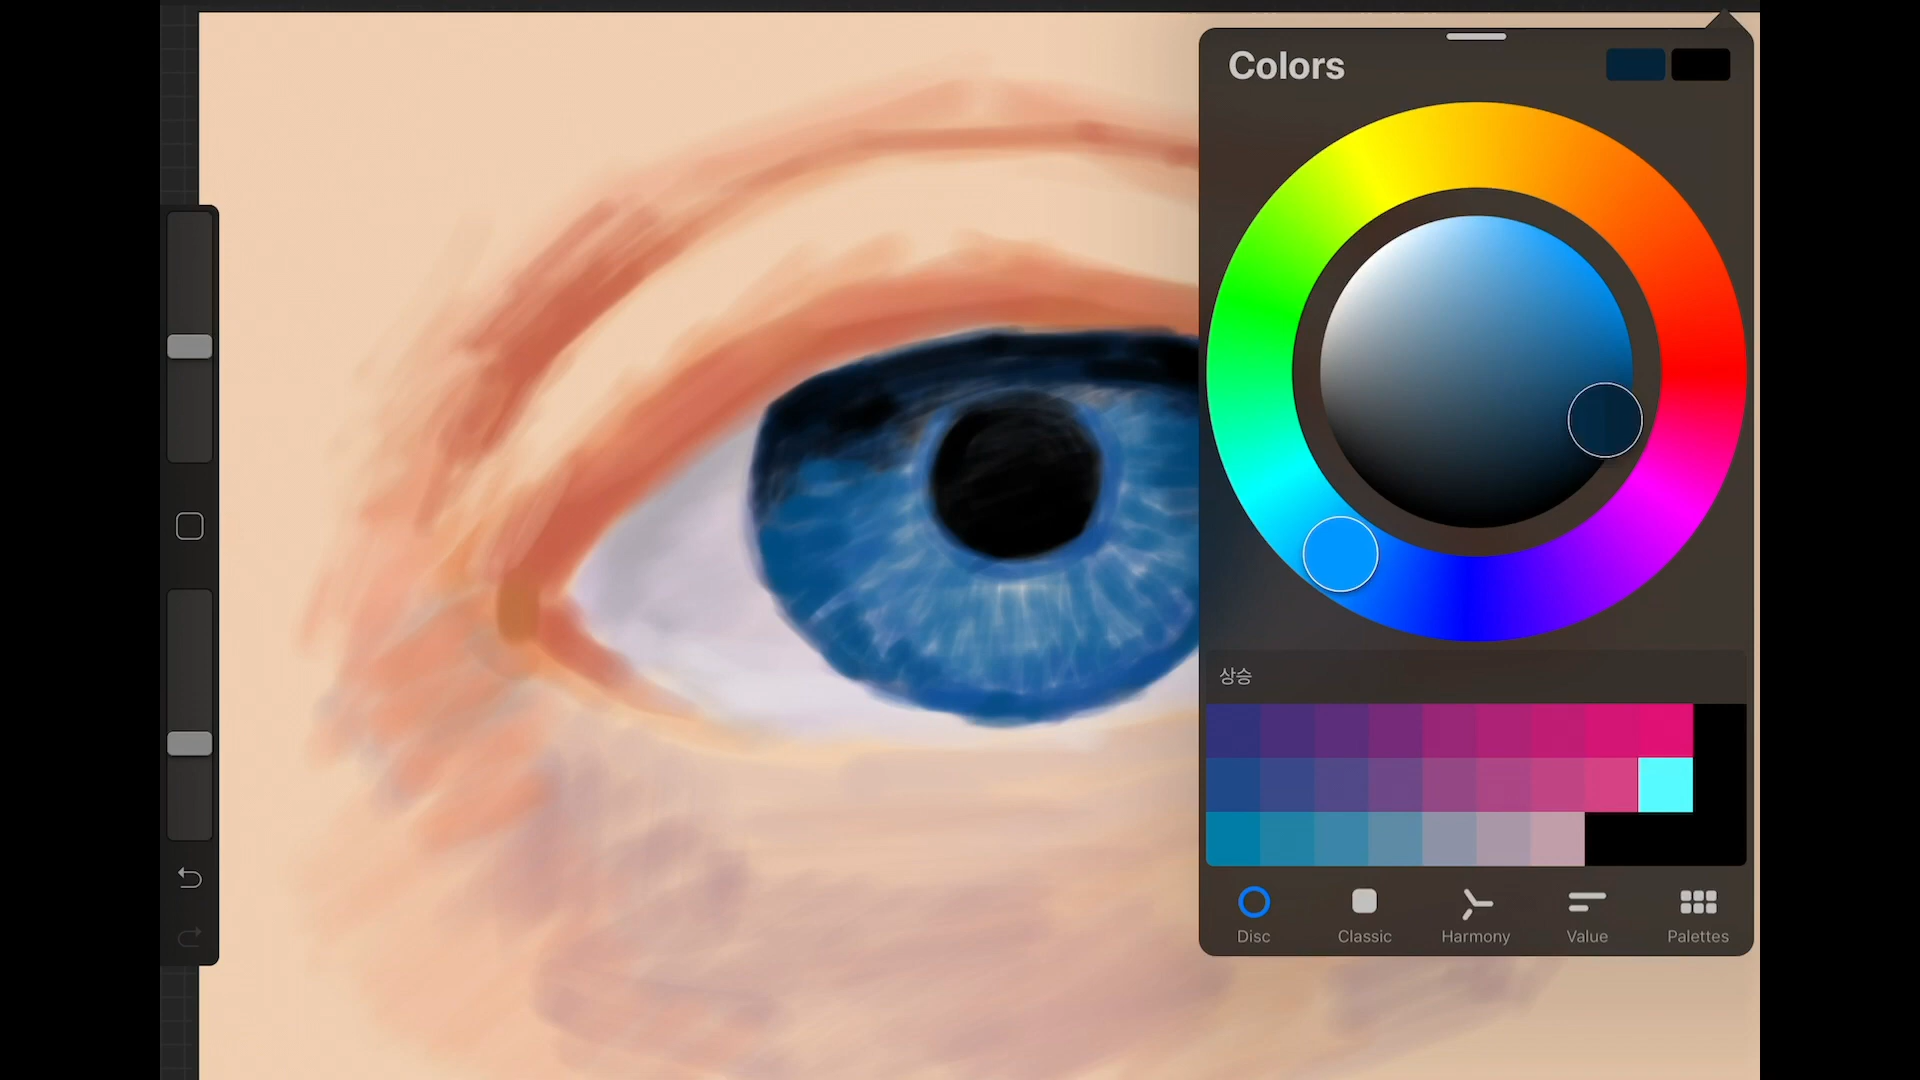 Colors
상승
Disc
Classic
Harmony
Value
Palettes